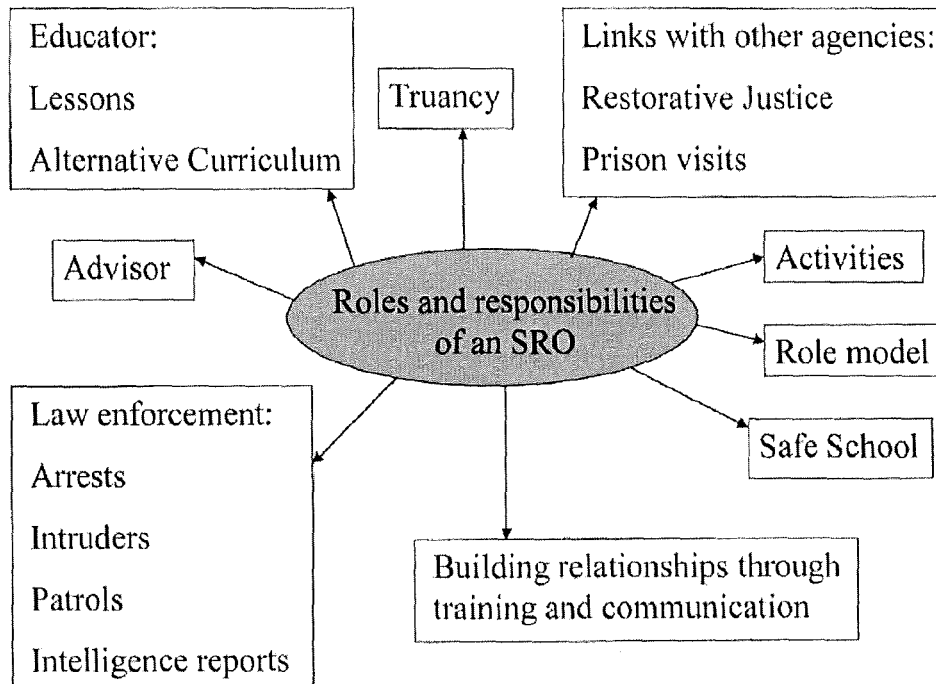 Educator:
Lessons
Alternative Curriculum
Truancy
Links with other agencies:
Restorative Justice
Prison visits
Advisor
Roles and responsibilities
of an SRO
Activities
Role model
Safe School
Law enforcement:
Arrests
Intruders
Patrols
Intelligence reports
Building relationships through
training and communication